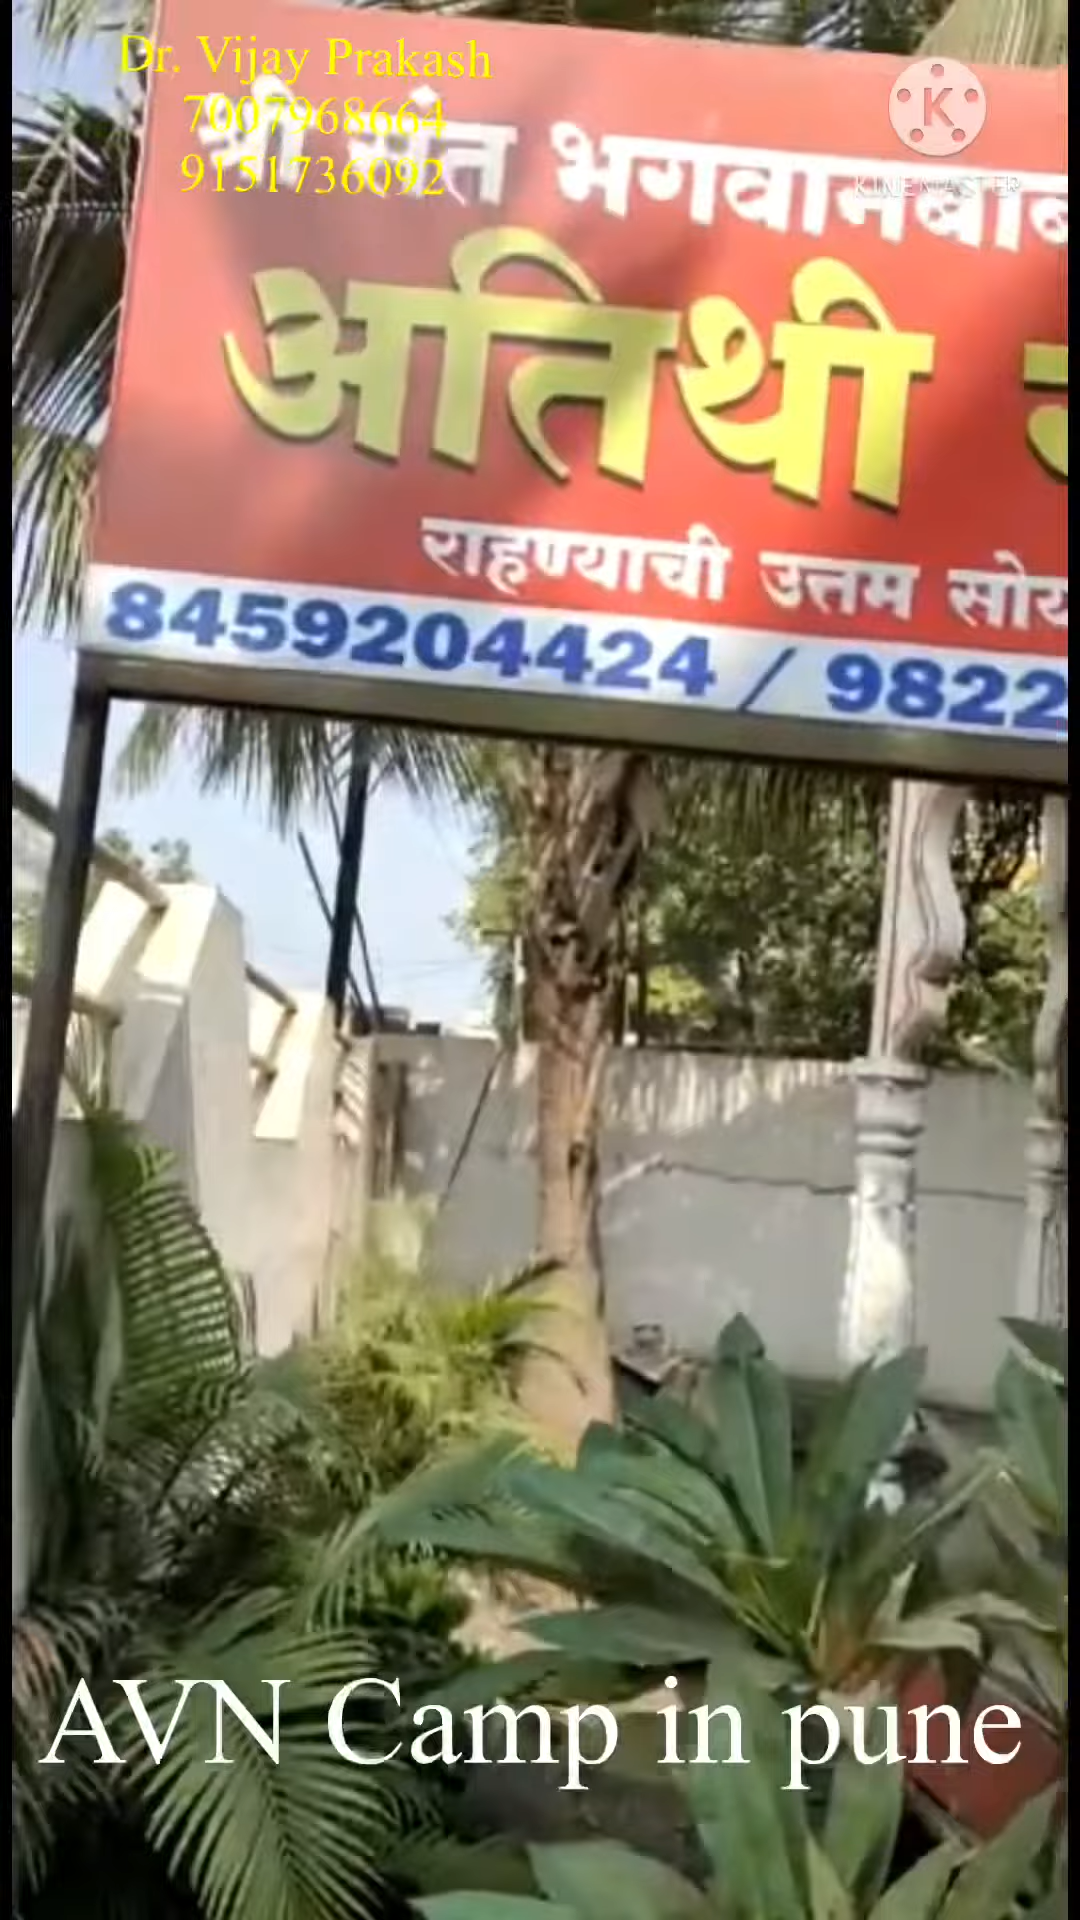 Dr. Vijay Prakash
7007968664
9151736092
KINEMASTER
श्री संत भगवानबाब
अतिथी
राहण्याची उत्तम सोय
8459204424 / 9822
AVN Camp in pune